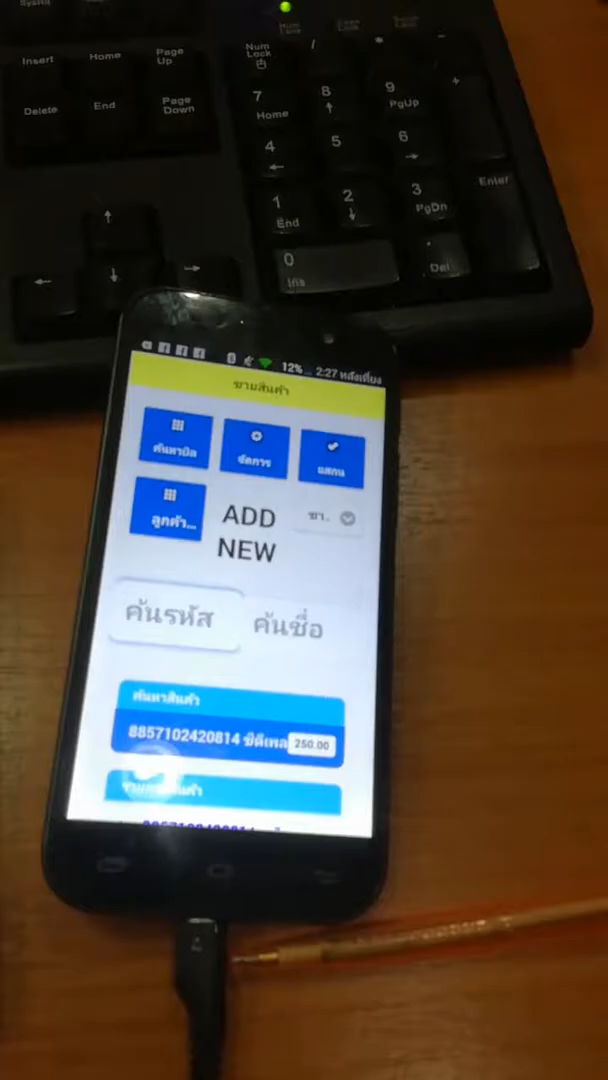 Insert Home Page Up
Delete End Page Down
Num Lock / * -
7 Home 8 9 PgUp +
4 5 6
1 End 2 3 PgDn Enter
0 Ins . Del
12% 2:27 หลังเที่ยง
ขายสินค้า
ค้นหาบิล จัดการ แสกน
ลูกค้า... ADD NEW ขา..
ค้นรหัส ค้นชื่อ
ค้นหาสินค้า
8857102420814 ซีดีเพล 250.00